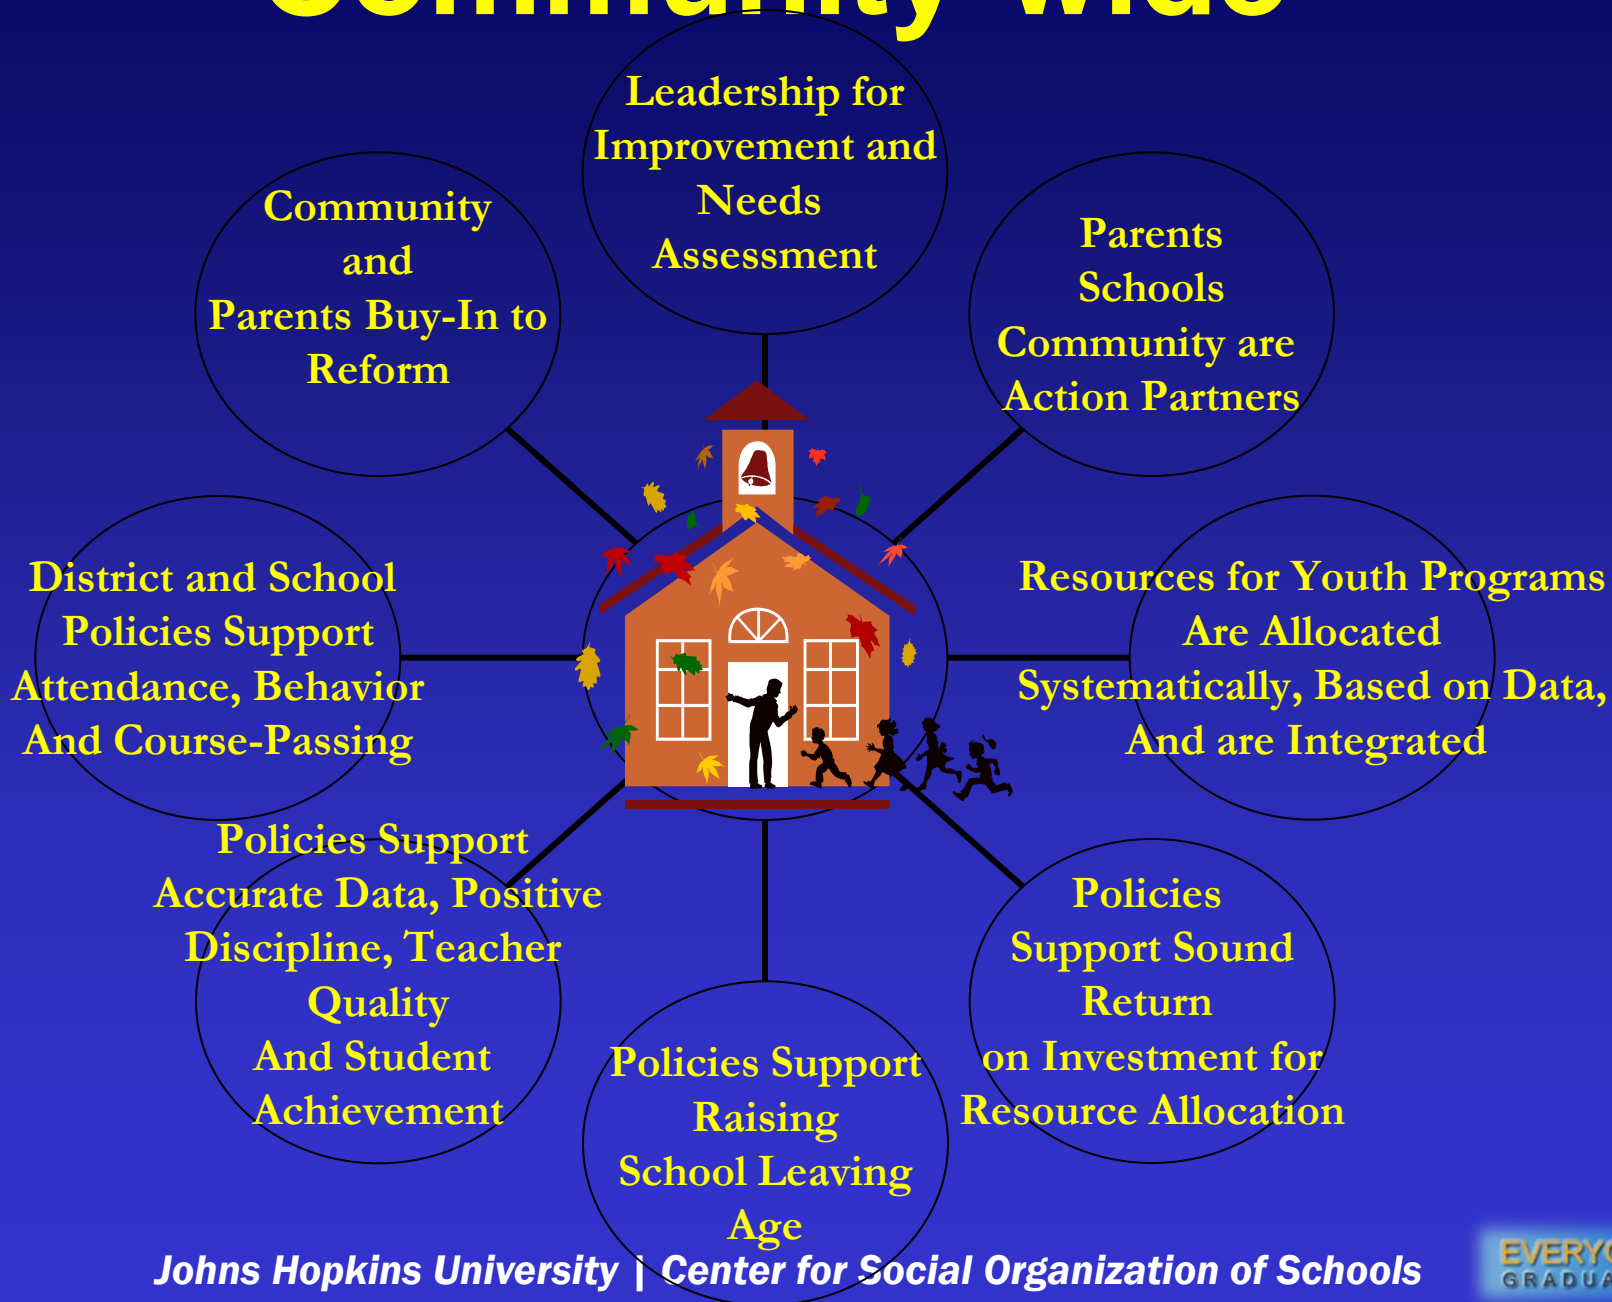 Community-wide
Leadership for
Improvement and
Needs
Assessment
Community
and
Parents Buy-In to
Reform
Parents
Schools
Community are
Action Partners
District and School
Policies Support
Attendance, Behavior
And Course-Passing
Resources for Youth Programs
Are Allocated
Systematically, Based on Data,
And are Integrated
Policies Support
Accurate Data, Positive
Discipline, Teacher
Quality
And Student
Achievement
Policies
Support Sound
Return
on Investment for
Resource Allocation
Policies Support
Raising
School Leaving
Age
Johns Hopkins University | Center for Social Organization of Schools